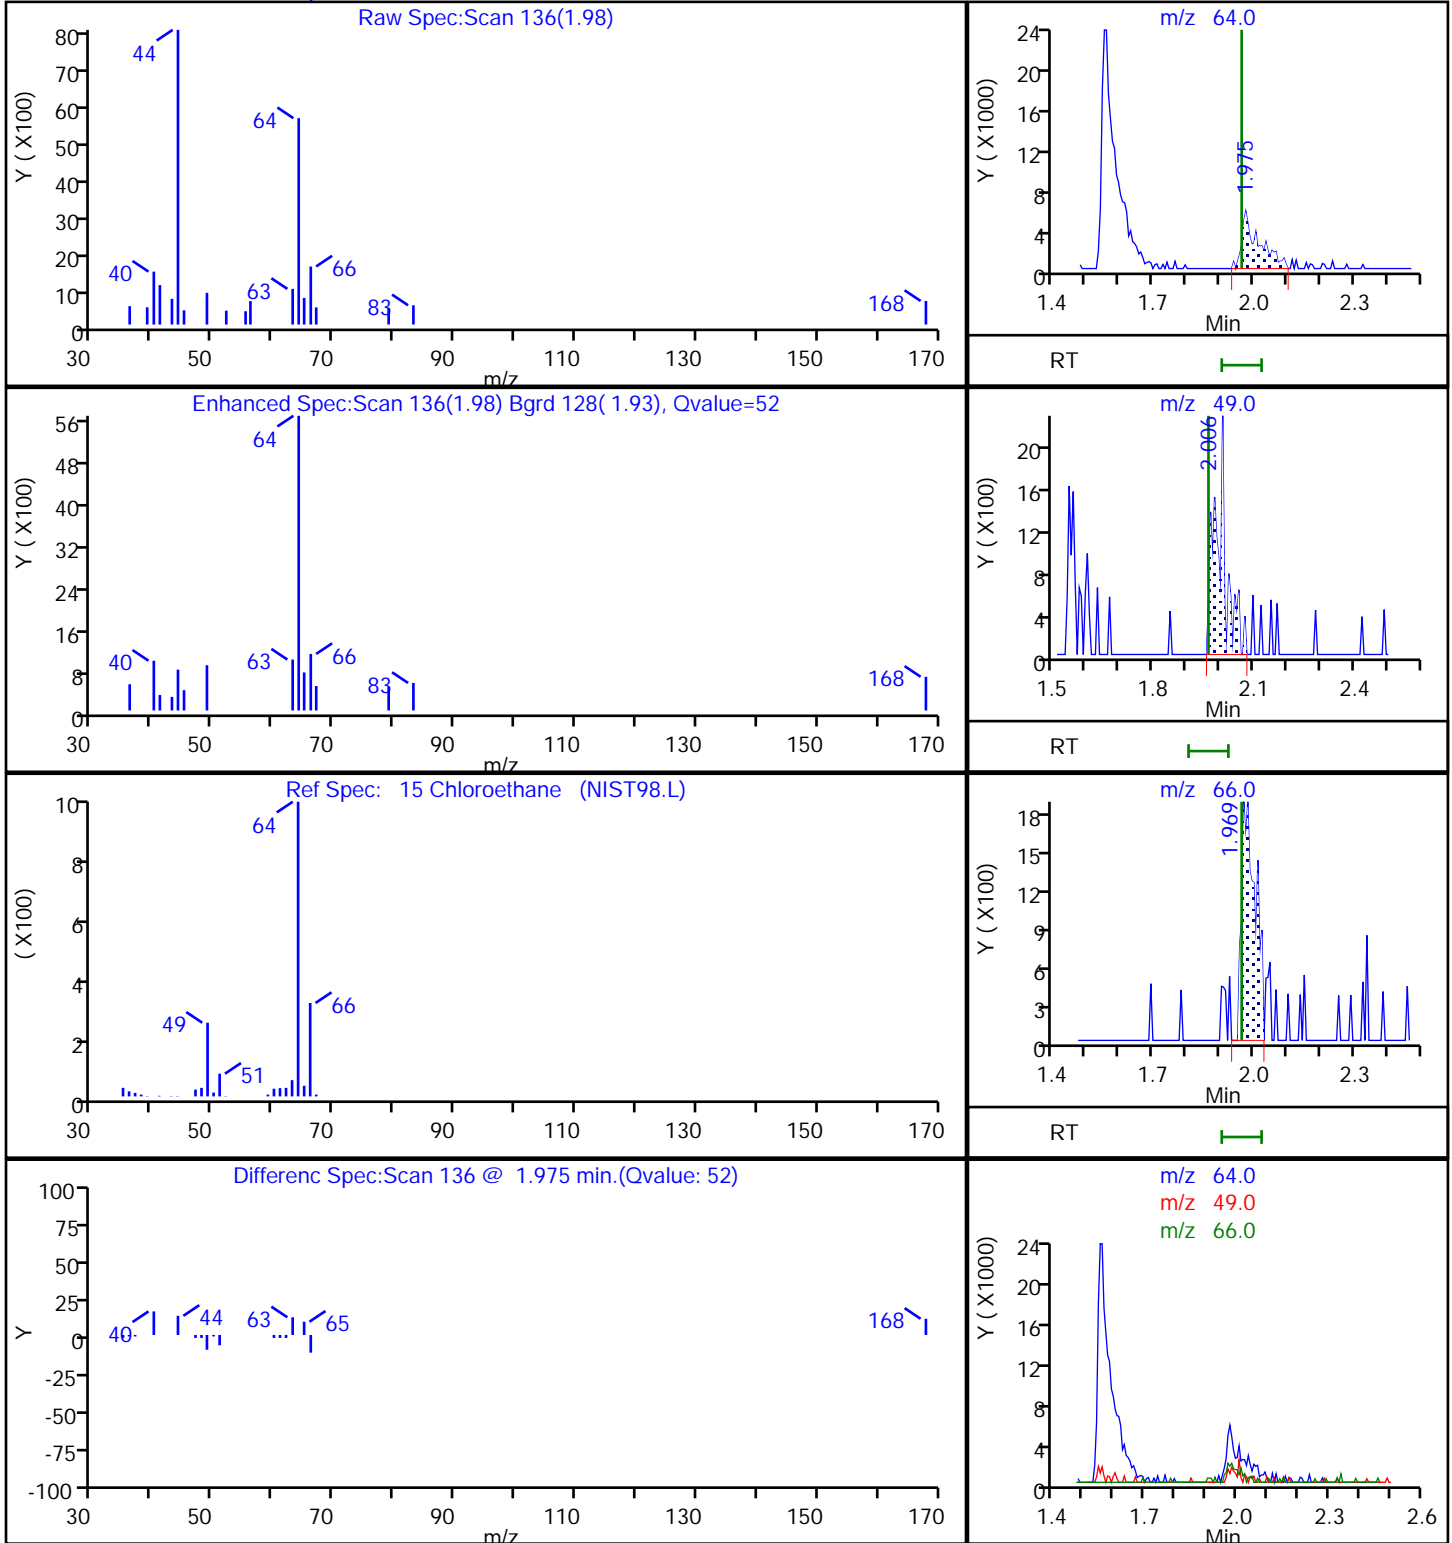 Raw Spec:Scan 136(1.98)
Y ( X100)
80
70
60
50
40
30
20
10
0
44
64
40
63
66
83
168
30 50 70 90 110 130 150 170
m/z
m/z 64.0
Y ( X1000)
24
20
16
12
8
4
0
1.975
1.4 1.7 2.0 2.3
Min
RT
Enhanced Spec:Scan 136(1.98) Bgrd 128( 1.93), Qvalue=52
Y ( X100)
56
48
40
32
24
16
8
0
64
40
63
66
83
168
30 50 70 90 110 130 150 170
m/z
m/z 49.0
Y ( X100)
20
16
12
8
4
0
2.006
1.5 1.8 2.1 2.4
Min
RT
Ref Spec: 15 Chloroethane (NIST98.L)
( X100)
10
8
6
4
2
0
64
49
51
66
30 50 70 90 110 130 150 170
m/z 66.0
Y ( X100)
18
15
12
9
6
3
0
1.969
1.4 1.7 2.0 2.3
Min
RT
Differenc Spec:Scan 136 @ 1.975 min.(Qvalue: 52)
Y
100
75
50
25
0
-25
-50
-75
-100
40
44
63
65
168
30 50 70 90 110 130 150 170
m/z
m/z 64.0
m/z 49.0
m/z 66.0
Y ( X1000)
24
20
16
12
8
4
0
1.4 1.7 2.0 2.3 2.6
Min